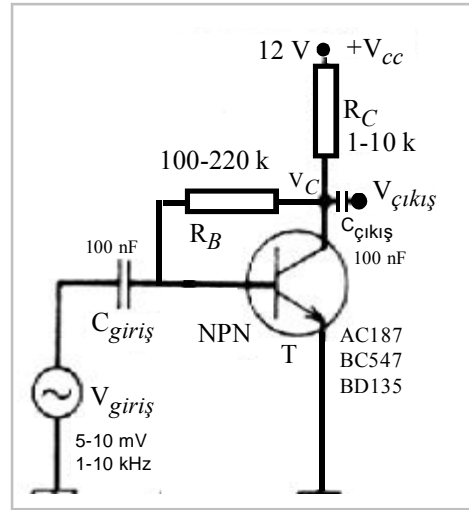 12 V +Vcc
RC
1-10 k
100-220 k
VC
Vçıkış
RB
Cçıkış
100 nF
100 nF
Cgiriş
NPN
T
AC187
BC547
BD135
Vgiriş
5-10 mV
1-10 kHz